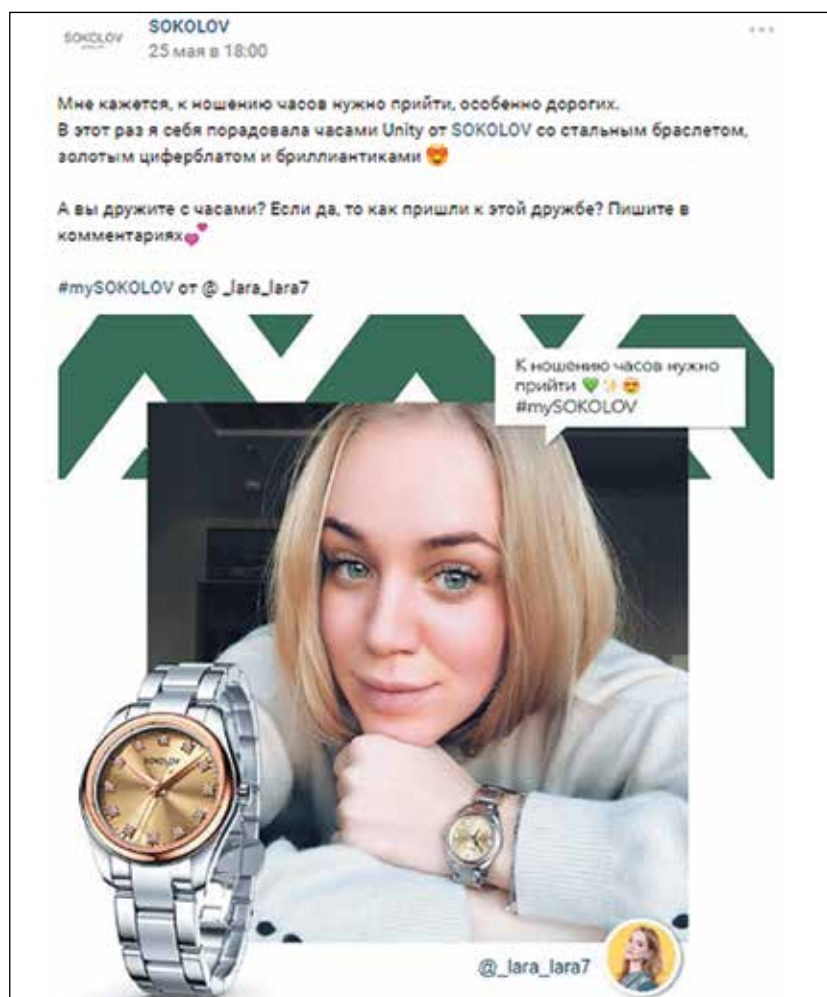 SOKOLOV
SOKOLOV
25 мая в 18:00
Мне кажется, к ношению часов нужно прийти, особенно дорогих.
В этот раз я себя порадовала часами Unity от SOKOLOV со стальным браслетом,
золотым циферблатом и бриллиантиками 😍
А вы дружите с часами? Если да, то как пришли к этой дружбе? Пишите в
комментариях💕
#mySOKOLOV от @ _lara_lara7
К ношению часов нужно
прийти 💚✨😍
#mySOKOLOV
SOKOLOV
@_lara_lara7